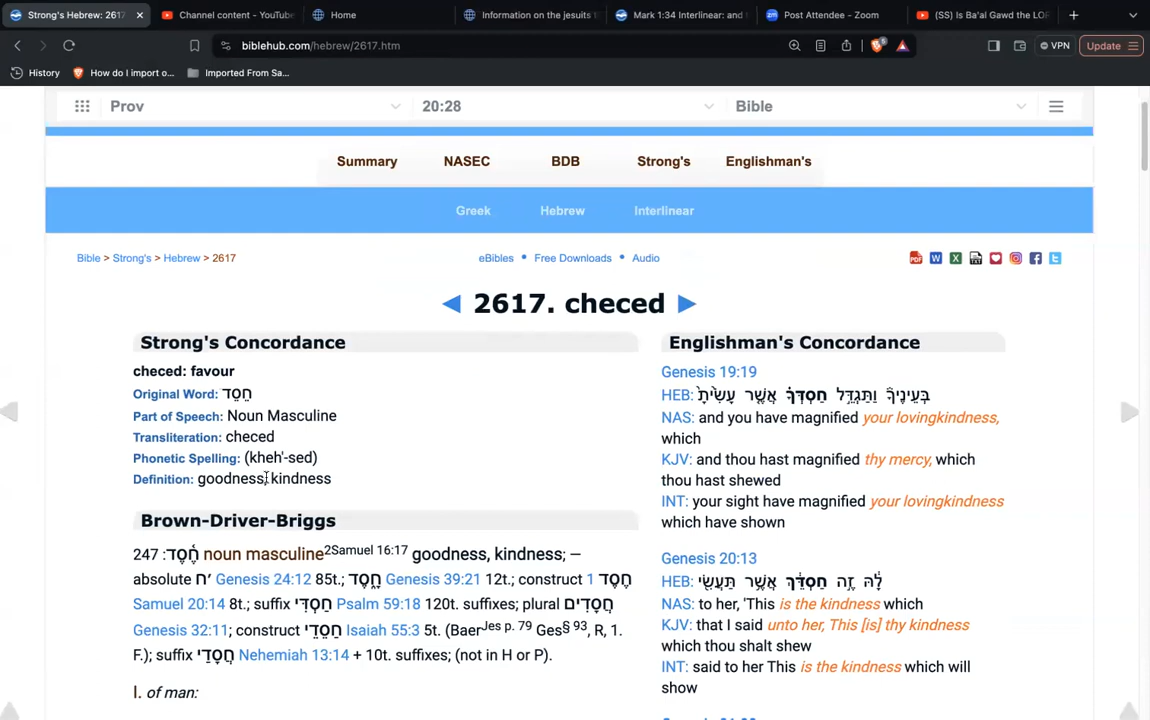 Strong's Hebrew: 2617
Channel content - YouTube
Home
Information on the jesuits
Mark 1:34 Interlinear: and
Post Attendee - Zoom
(SS) Is Ba'al Gawd the LOR
biblehub.com/hebrew/2617.htm
6
VPN
Update
History
How do I import o...
Imported From Sa...
Prov
20:28
Bible
Summary
NASEC
BDB
Strong's
Englishman's
Greek
Hebrew
Interlinear
Bible > Strong's > Hebrew > 2617
eBibles • Free Downloads • Audio
2617. checed
Strong's Concordance
checed: favour
Original Word: חֵסֵד
Part of Speech: Noun Masculine
Transliteration: checed
Phonetic Spelling: (kheh'-sed)
Definition: goodness, kindness
Brown-Driver-Briggs
247 חֶ֫סֶד: noun masculine 2Samuel 16:17 goodness, kindness; —
absolute ח׳ Genesis 24:12 85t.; חָ֑סֶד Genesis 39:21 12t.; construct חֶסֶד 1
Samuel 20:14 8t.; suffix חַסְדִּי Psalm 59:18 120t. suffixes; plural חֲסָדִים
Genesis 32:11; construct חַסְדֵי Isaiah 55:3 5t. (Baer Jes p. 79 Ges § 93, R, 1.
F.); suffix חֲסָדַי Nehemiah 13:14 + 10t. suffixes; (not in H or P).
I. of man:
Englishman's Concordance
Genesis 19:19
HEB: בְּעֵינֶיךָ֒ וַתַּגְדֵּ֣ל חַסְדְּךָ֗ אֲשֶׁ֤ר עָשִׂ֙יתָ֙
NAS: and you have magnified your lovingkindness,
which
KJV: and thou hast magnified thy mercy, which
thou hast shewed
INT: your sight have magnified your lovingkindness
which have shown
Genesis 20:13
HEB: לָ֔הּ זֶ֣ה חַסְדֵּ֔ךְ אֲשֶׁ֥ר תַּעֲשִׂ֖י
NAS: to her, 'This is the kindness which
KJV: that I said unto her, This [is] thy kindness
which thou shalt shew
INT: said to her This is the kindness which will
show